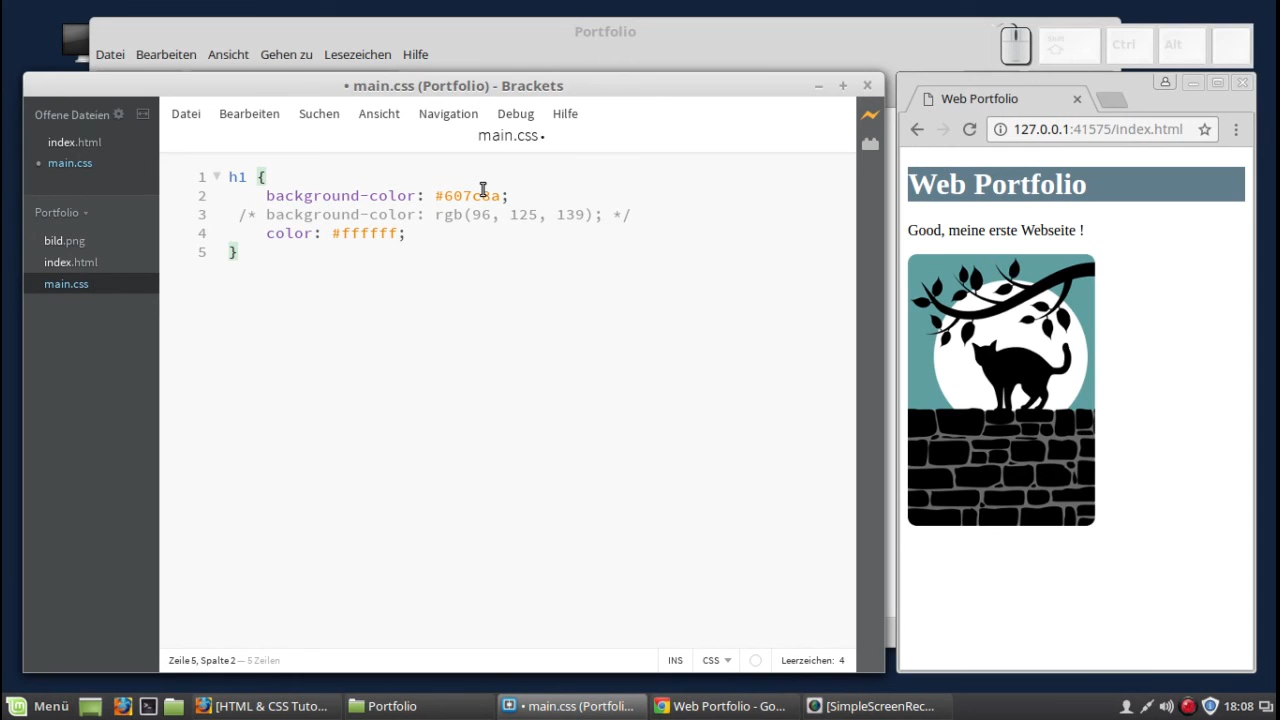 Portfolio
Datei Bearbeiten Ansicht Gehen zu Lesezeichen Hilfe
Shift Ctrl Alt
• main.css (Portfolio) - Brackets
Offene Dateien
index.html
• main.css
Portfolio
bild.png
index.html
main.css
Datei Bearbeiten Suchen Ansicht Navigation Debug Hilfe
main.css •
1 h1 {
2 background-color: #607c8a;
3 /* background-color: rgb(96, 125, 139); */
4 color: #ffffff;
5 }
Zeile 5, Spalte 2 — 5 Zeilen
INS CSS Leerzeichen: 4
Web Portfolio
127.0.0.1:41575/index.html
Web Portfolio
Good, meine erste Webseite !
Menü [HTML & CSS Tuto... Portfolio • main.css (Portfoli... Web Portfolio - Go... [SimpleScreenRec... 18:08